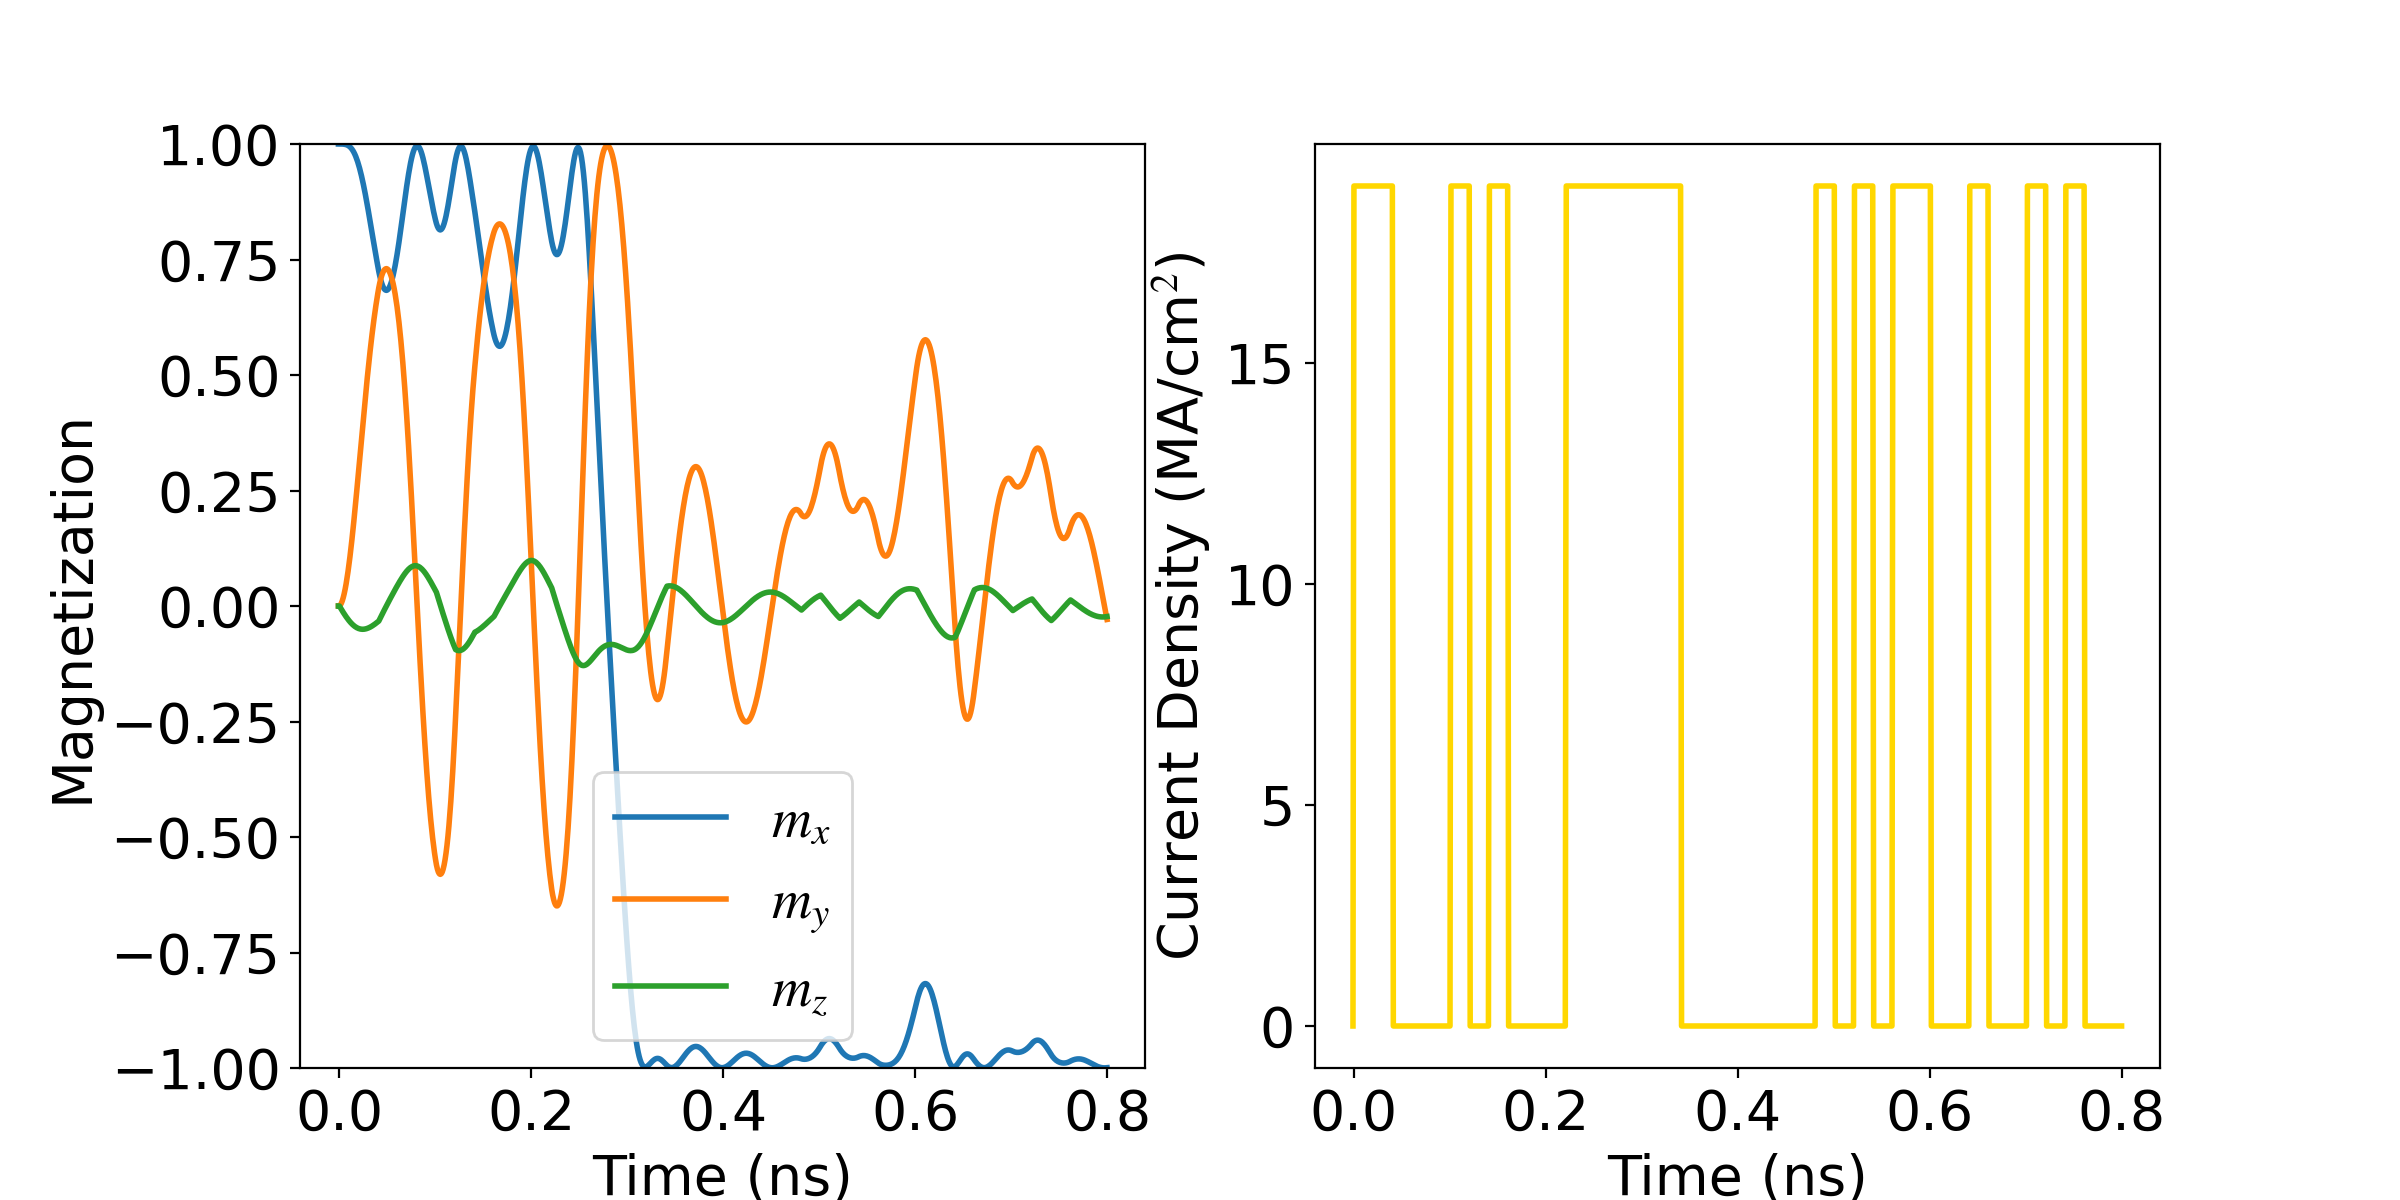 Magnetization
1.00
0.75
0.50
0.25
0.00
−0.25
−0.50
−0.75
−1.00
0.0 0.2 0.4 0.6 0.8
Time (ns)
m_x
m_y
m_z
Current Density (MA/cm²)
15
10
5
0
0.0 0.2 0.4 0.6 0.8
Time (ns)